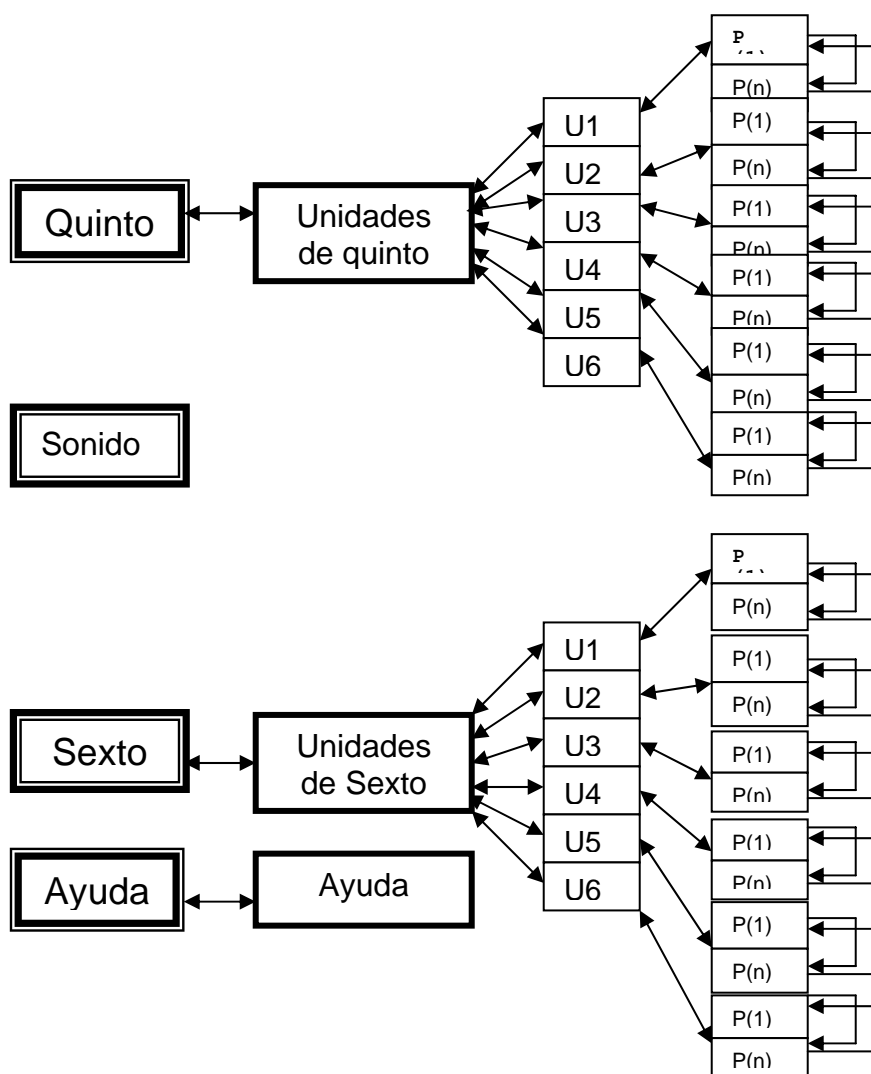 Quinto
Unidades
de quinto
U1
U2
U3
U4
U5
U6
P
P(n)
P(1)
P(n)
P(1)
P(n)
P(1)
P(n)
P(1)
P(n)
P(1)
P(n)
Sonido
Sexto
Unidades
de Sexto
U1
U2
U3
U4
U5
U6
P
P(n)
P(1)
P(n)
P(1)
P(n)
P(1)
P(n)
P(1)
P(n)
P(1)
P(n)
Ayuda
Ayuda